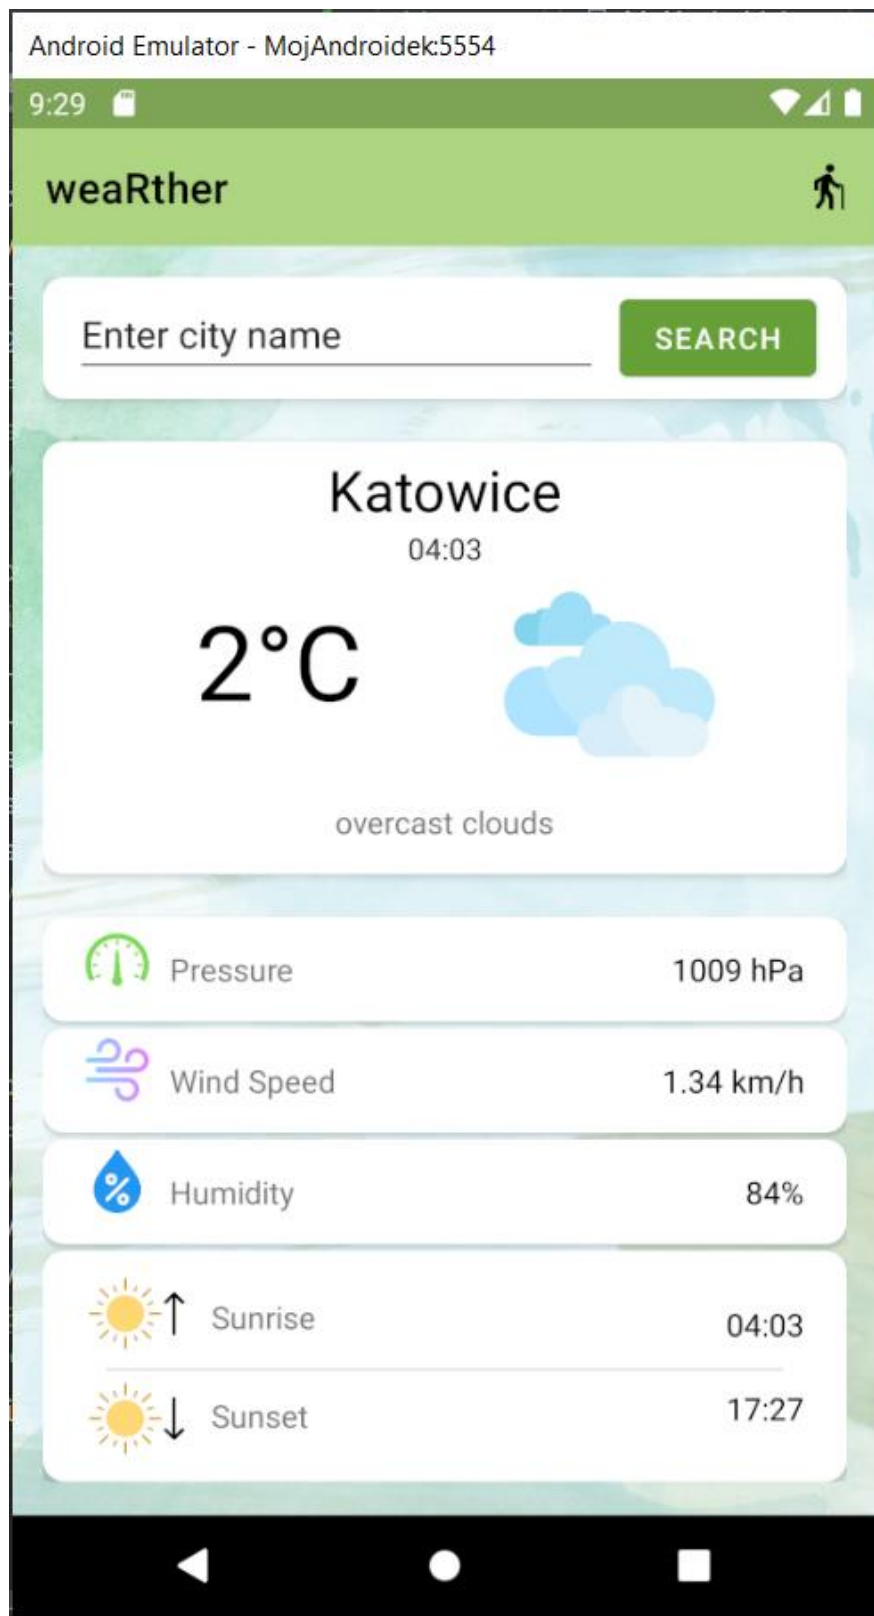 Android Emulator - MojAndroidek:5554
9:29
weaRther
Enter city name
SEARCH
Katowice
04:03
2°C
overcast clouds
Pressure 1009 hPa
Wind Speed 1.34 km/h
% Humidity 84%
Sunrise 04:03
Sunset 17:27